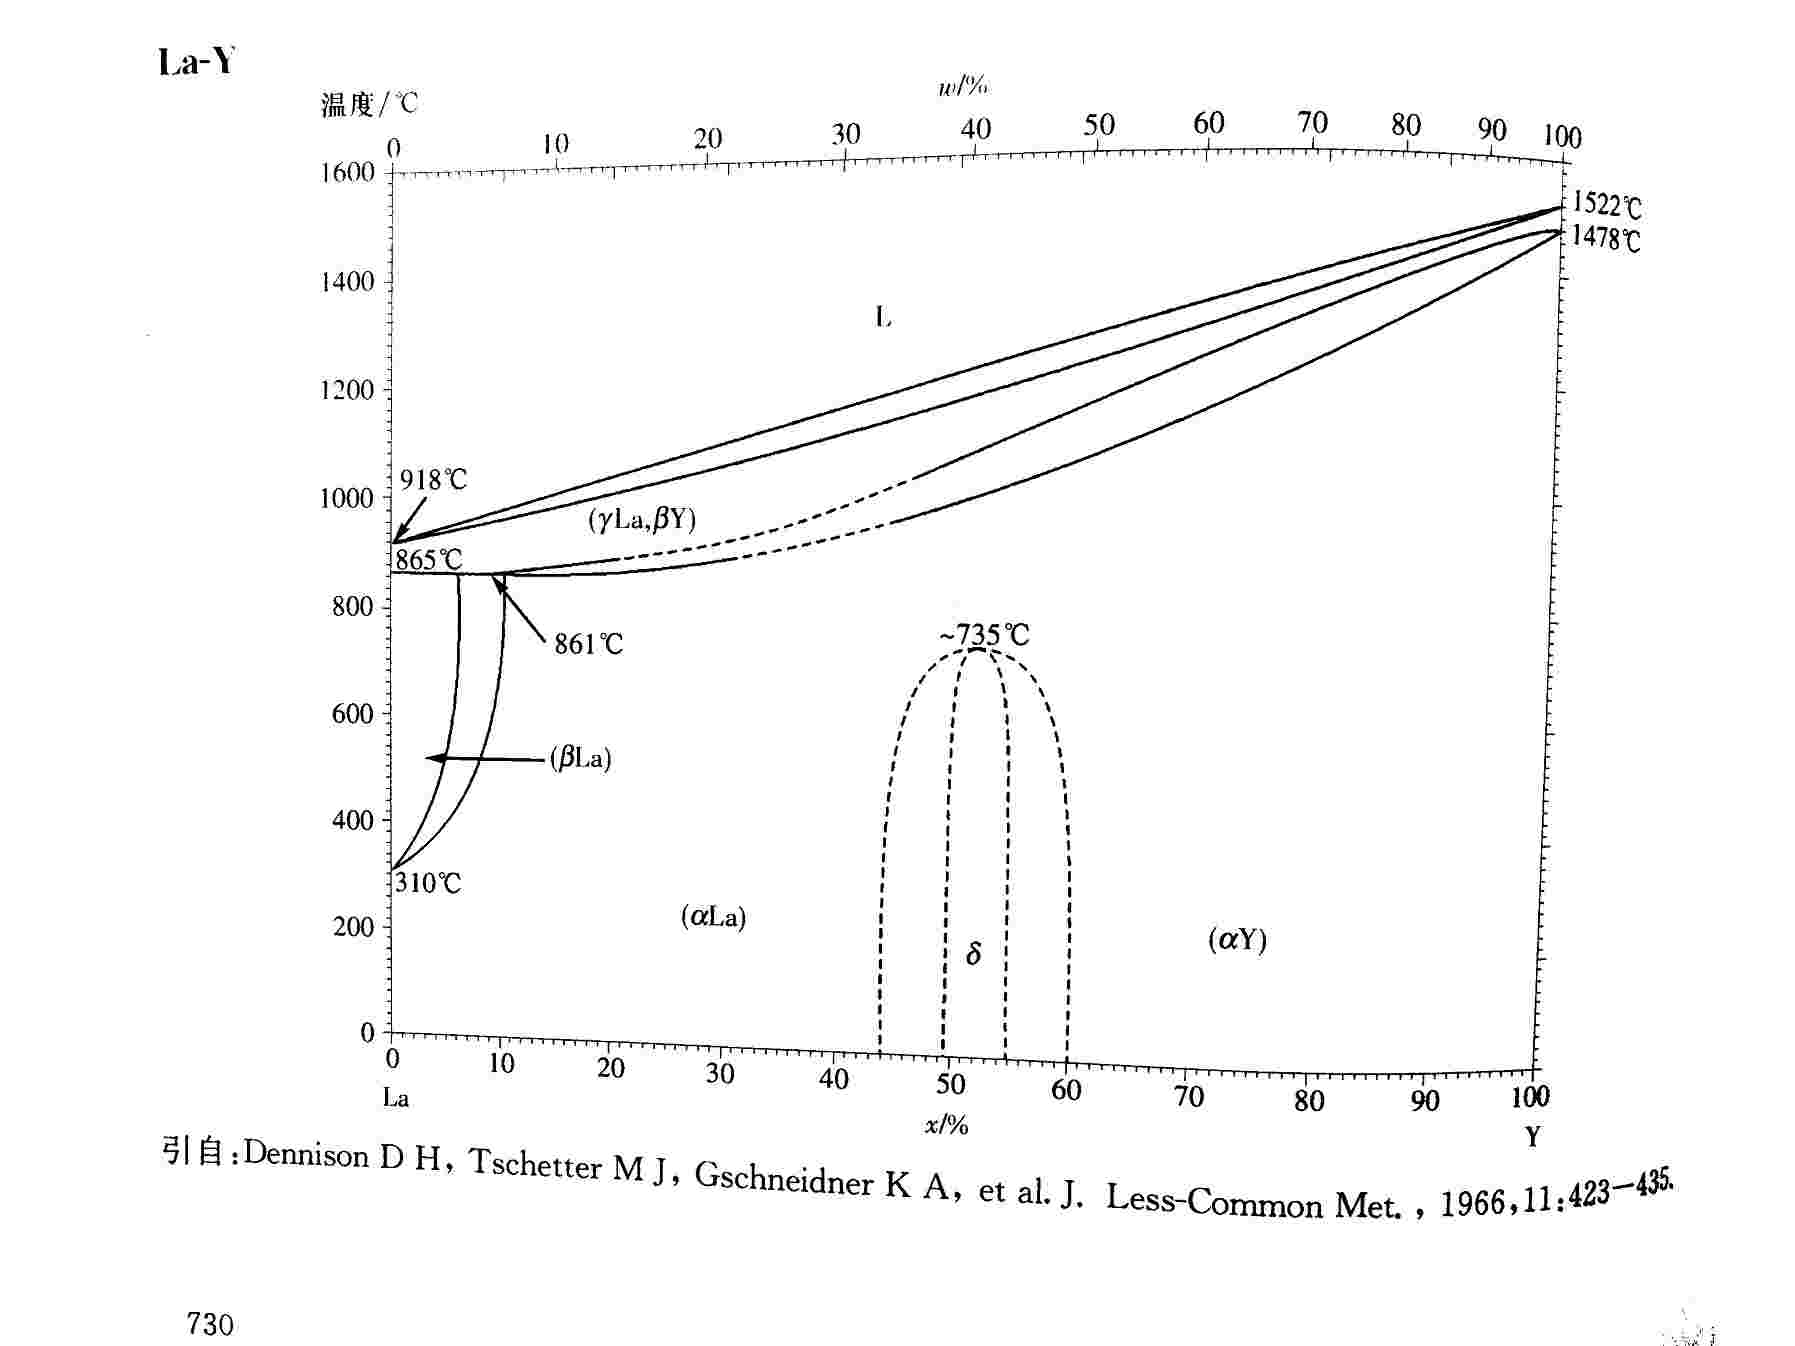 La-Y
温度/℃
w/%
0 10 20 30 40 50 60 70 80 90 100
1600
1522℃
1478℃
1400
L
1200
918℃
1000
(γLa,βY)
865℃
800
861℃
~735℃
600
(βLa)
400
310℃
(αLa)
200
(αY)
δ
0
0 10 20 30 40 50 60 70 80 90 100
La
x/%
Y
引自:Dennison D H, Tschetter M J, Gschneidner K A, et al. J. Less-Common Met. , 1966,11:423—435.
730